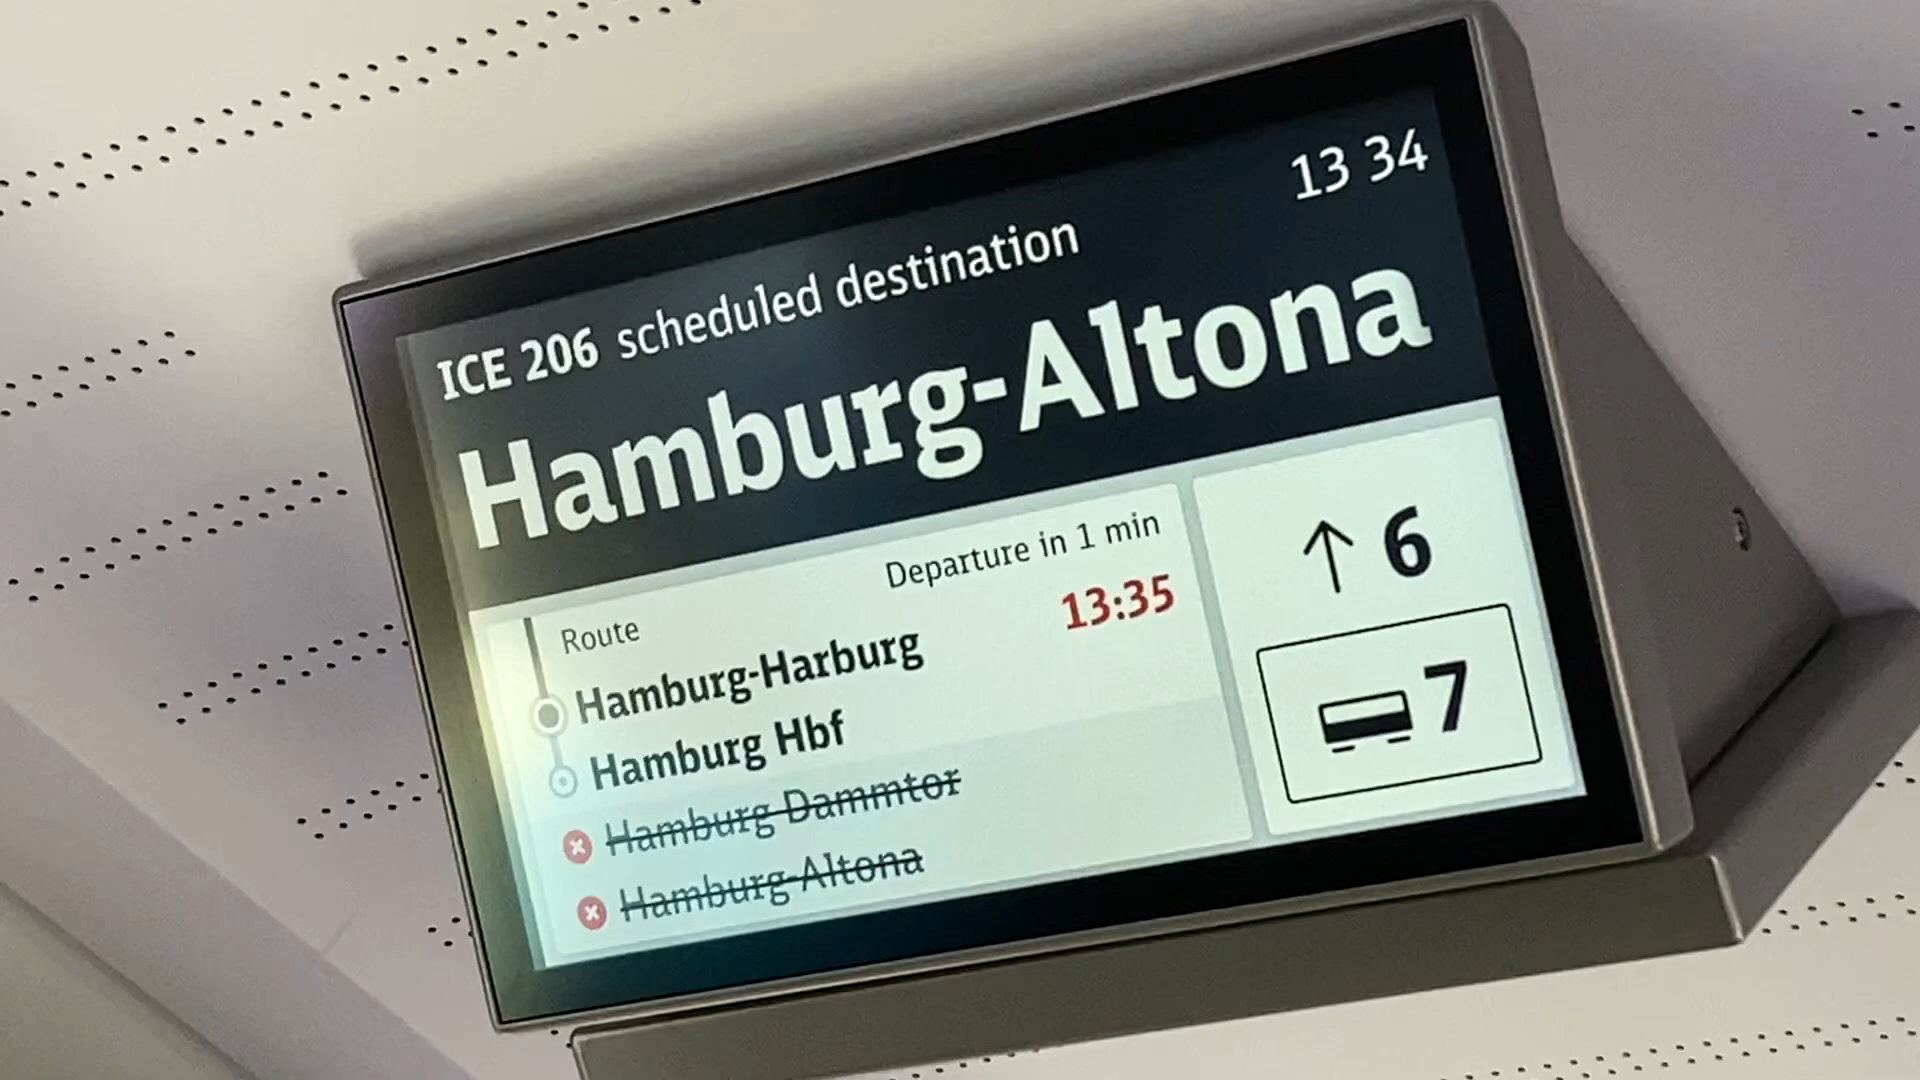 13 34
ICE 206 scheduled destination
Hamburg-Altona
Departure in 1 min
Route
13:35
Hamburg-Harburg
Hamburg Hbf
Hamburg Dammtor
Hamburg-Altona
↑ 6
7